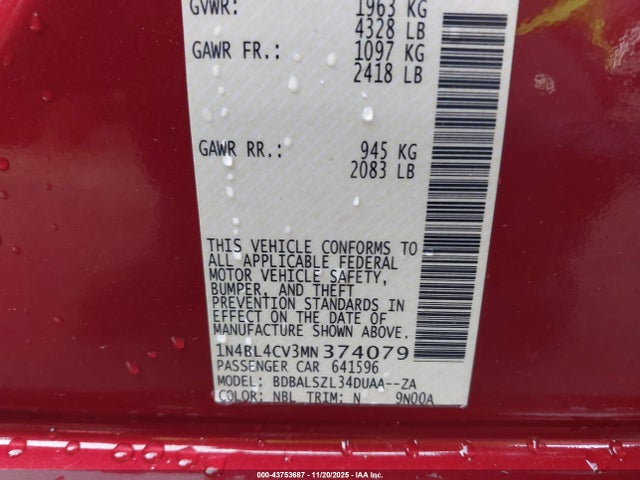 GVWR: 1963 KG
4328 LB
GAWR FR.: 1097 KG
2418 LB
GAWR RR.: 945 KG
2083 LB
THIS VEHICLE CONFORMS TO
ALL APPLICABLE FEDERAL
MOTOR VEHICLE SAFETY,
BUMPER, AND THEFT
PREVENTION STANDARDS IN
EFFECT ON THE DATE OF
MANUFACTURE SHOWN ABOVE.
1N4BL4CV3MN374079
PASSENGER CAR 641596
MODEL: BDBALSZL34DUAA--ZA
COLOR: NBL TRIM: N 9N00A
000-43753687 - 11/20/2025 - IAA Inc.